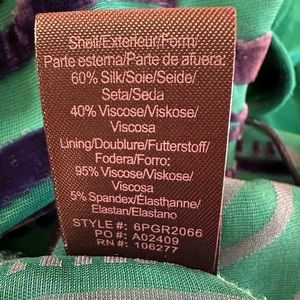 Shell/Exterieur/Form/
Parte esterna/Parte de afuera:
60% Silk/Soie/Seide/
Seta/Seda
40% Viscose/Viskose/
Viscosa
Lining/Doublure/Futterstoff/
Fodera/Forro:
95% Viscose/Viskose/
Viscosa
5% Spandex/Élasthanne/
Elastan/Elastano
STYLE #: 6PGR2066
PO #: A02409
RN #: 106277